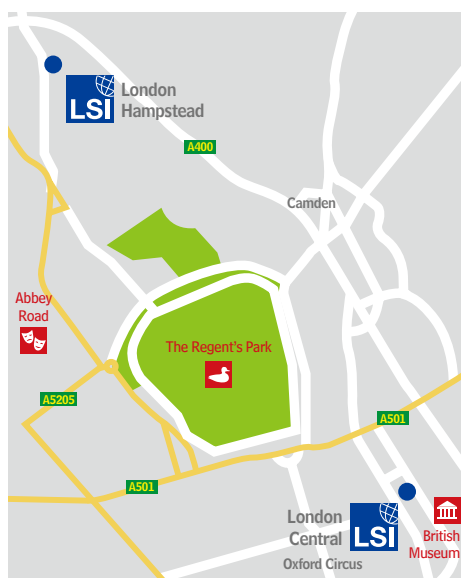 LSI
London
Hampstead
A400
Camden
Abbey
Road
The Regent's Park
A5205
A501
A501
London
Central
LSI
Oxford Circus
British
Museum